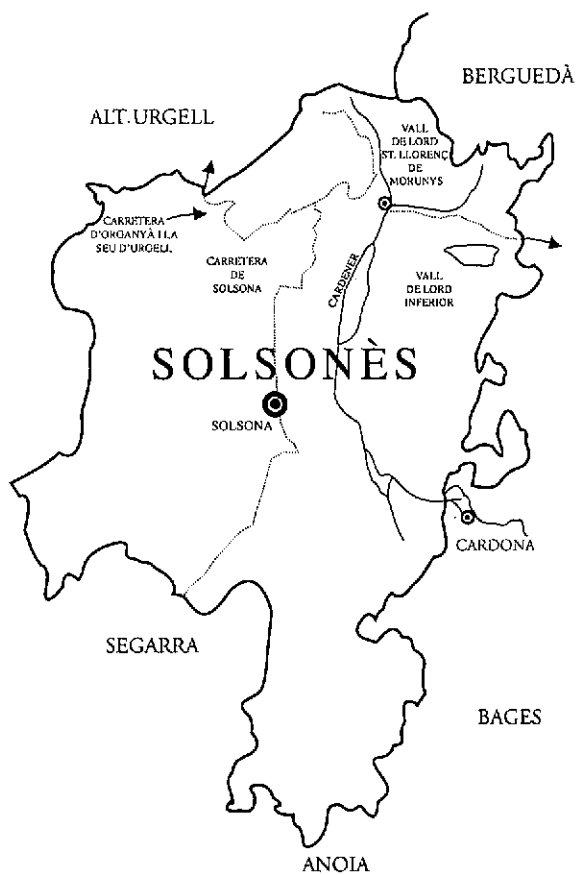 BERGUEDÀ
ALT. URGELL
VALL
DE LORD
ST. LLORENÇ
DE
MORUNYS
CARRETERA
D'ORGANYÀ I LA
SEU D'URGELL
CARRETERA
DE
SOLSONA
CARDENER
VALL
DE LORD
INFERIOR
SOLSONÈS
SOLSONA
CARDONA
SEGARRA
BAGES
ANOIA